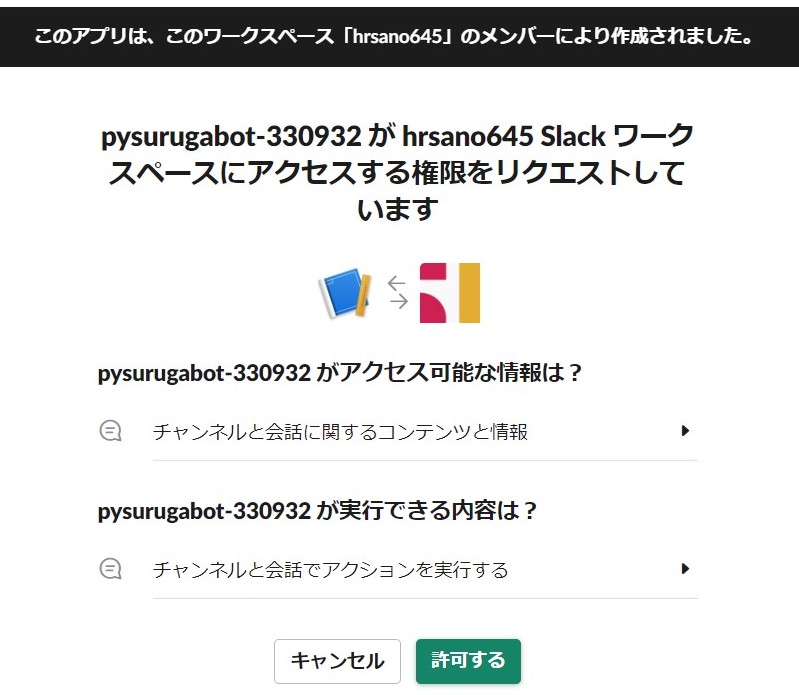 このアプリは、このワークスペース「hrsano645」のメンバーにより作成されました。
pysurugabot-330932 が hrsano645 Slack ワーク
スペースにアクセスする権限をリクエストして
います
pysurugabot-330932 がアクセス可能な情報は？
チャンネルと会話に関するコンテンツと情報
pysurugabot-330932 が実行できる内容は？
チャンネルと会話でアクションを実行する
キャンセル
許可する